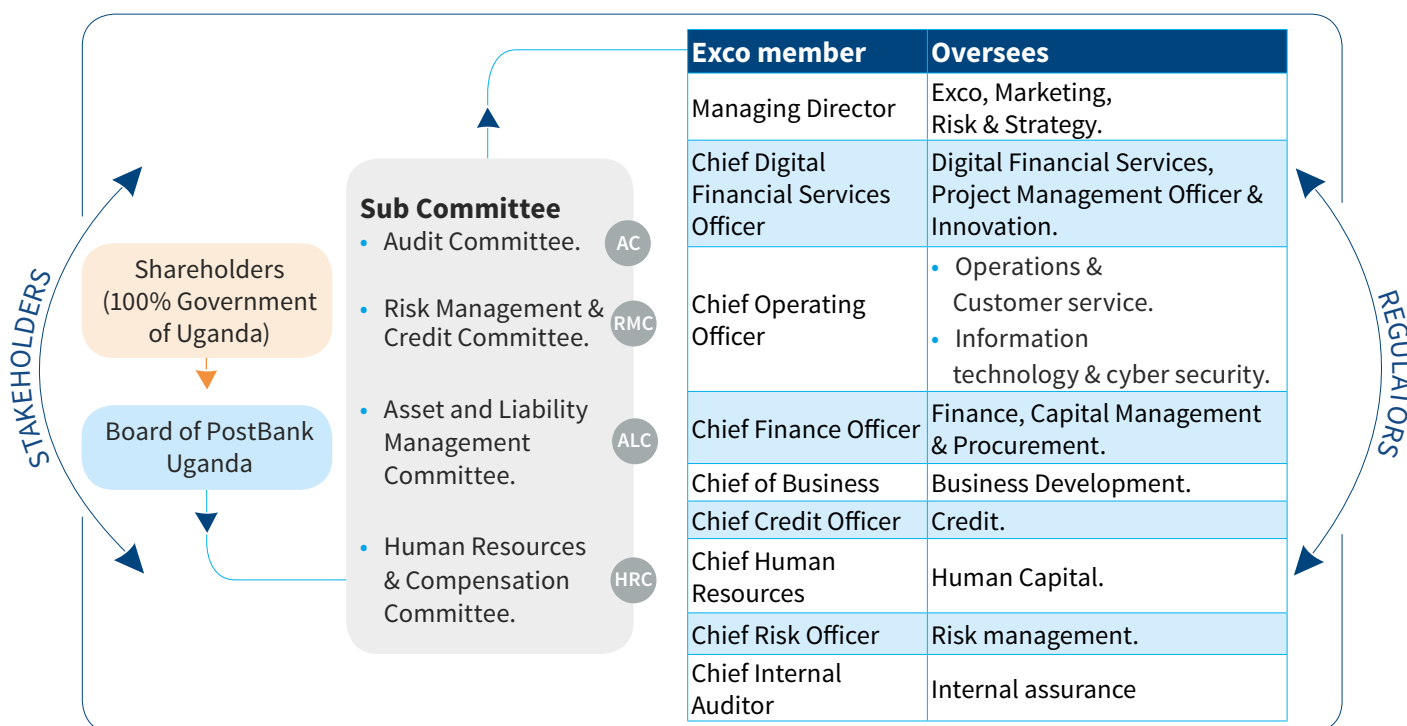 STAKEHOLDERS
Shareholders
(100% Government
of Uganda)
Board of PostBank
Uganda
Sub Committee
• Audit Committee.
AC
• Risk Management &
Credit Committee.
RMC
• Asset and Liability
Management
Committee.
ALC
• Human Resources
& Compensation
Committee.
HRC
Exco member
Oversees
Managing Director
Exco, Marketing,
Risk & Strategy.
Chief Digital
Financial Services
Officer
Digital Financial Services,
Project Management Officer &
Innovation.
Chief Operating
Officer
• Operations &
Customer service.
• Information
technology & cyber security.
Chief Finance Officer
Finance, Capital Management
& Procurement.
Chief of Business
Business Development.
Chief Credit Officer
Credit.
Chief Human
Resources
Human Capital.
Chief Risk Officer
Risk management.
Chief Internal
Auditor
Internal assurance
REGULATORS